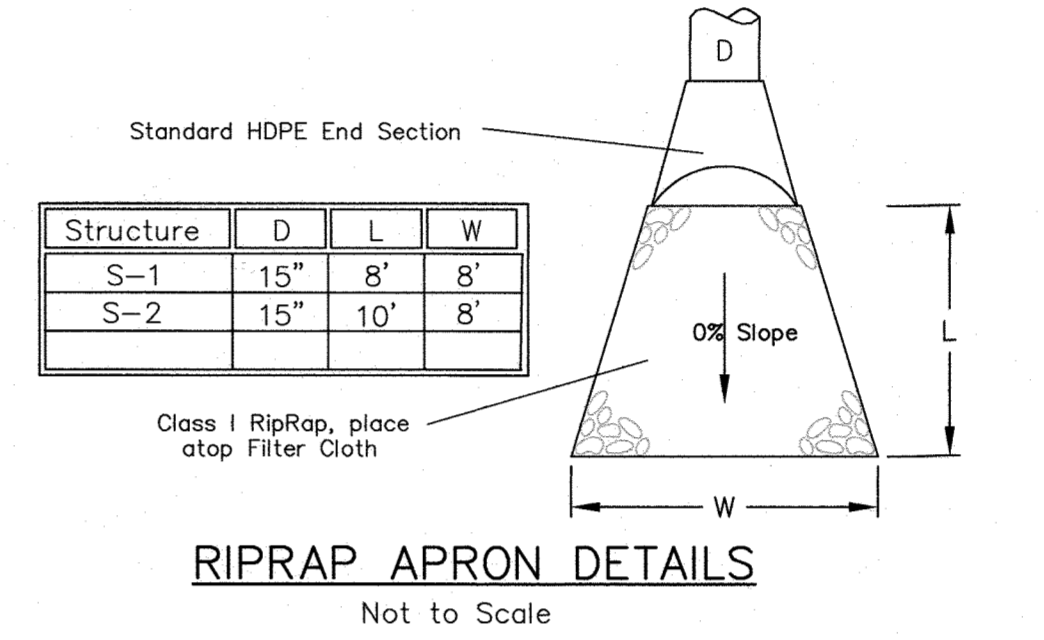 D
Standard HDPE End Section
Structure D L W
S-1 15" 8' 8'
S-2 15" 10' 8'
0% Slope
L
Class I RipRap, place
atop Filter Cloth
W
RIPRAP APRON DETAILS
Not to Scale